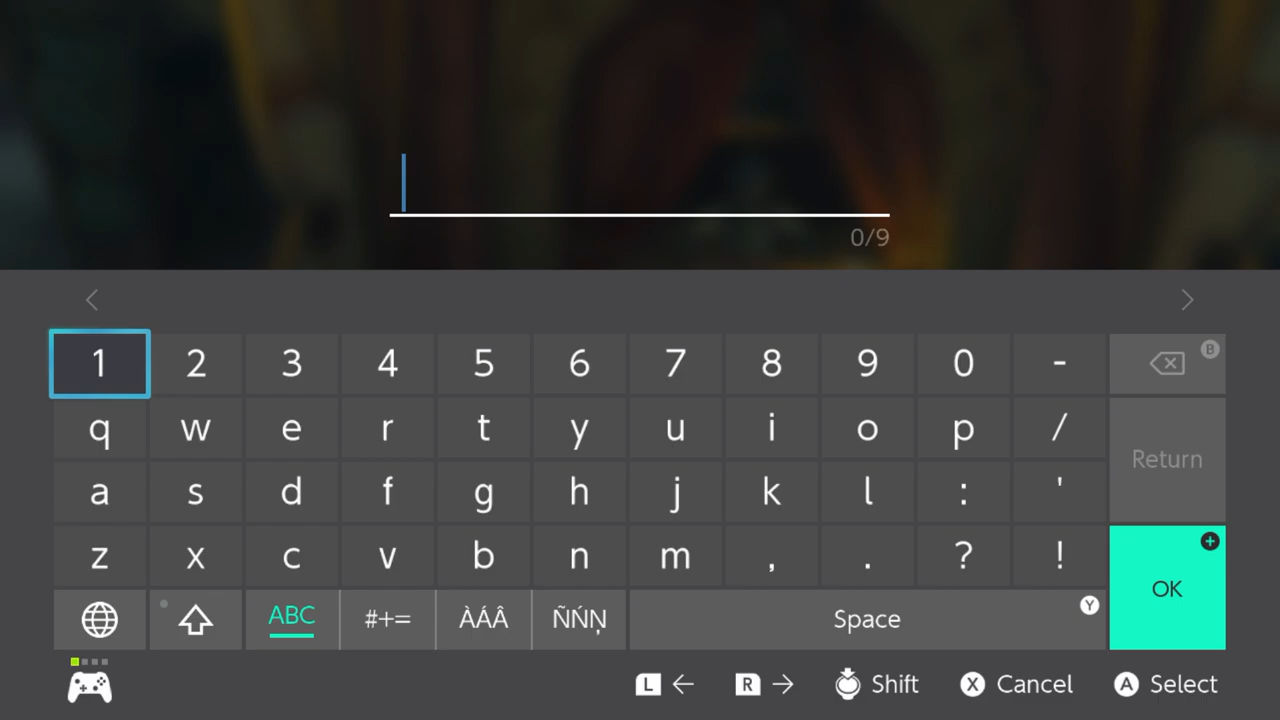 0/9
1 2 3 4 5 6 7 8 9 0 - B
q w e r t y u i o p / Return
a s d f g h j k l : '
z x c v b n m , . ? ! +
OK
ABC #+= ÀÁÂ ÑŃŅ Space Y
L ← R → Shift X Cancel A Select